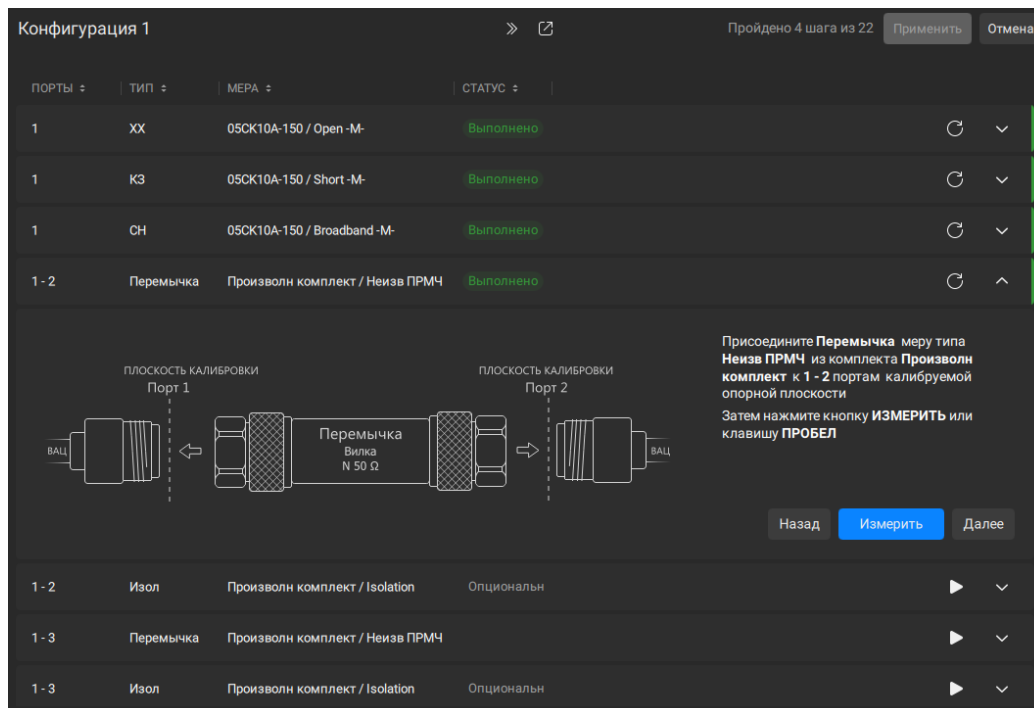 Конфигурация 1
Пройдено 4 шага из 22 Применить Отмена
ПОРТЫ ТИП МЕРА СТАТУС
1 ХХ 05CK10A-150 / Open -M- Выполнено
1 КЗ 05CK10A-150 / Short -M- Выполнено
1 СН 05CK10A-150 / Broadband -M- Выполнено
1 - 2 Перемычка Произволн комплект / Неизв ПРМЧ Выполнено
ПЛОСКОСТЬ КАЛИБРОВКИ
Порт 1
ПЛОСКОСТЬ КАЛИБРОВКИ
Порт 2
ВАЦ
Перемычка
Вилка
N 50 Ω
ВАЦ
Присоедините Перемычка меру типа
Неизв ПРМЧ из комплекта Произволн
комплект к 1 - 2 портам калибруемой
опорной плоскости
Затем нажмите кнопку ИЗМЕРИТЬ или
клавишу ПРОБЕЛ
Назад Измерить Далее
1 - 2 Изол Произволн комплект / Isolation Опциональн
1 - 3 Перемычка Произволн комплект / Неизв ПРМЧ
1 - 3 Изол Произволн комплект / Isolation Опциональн